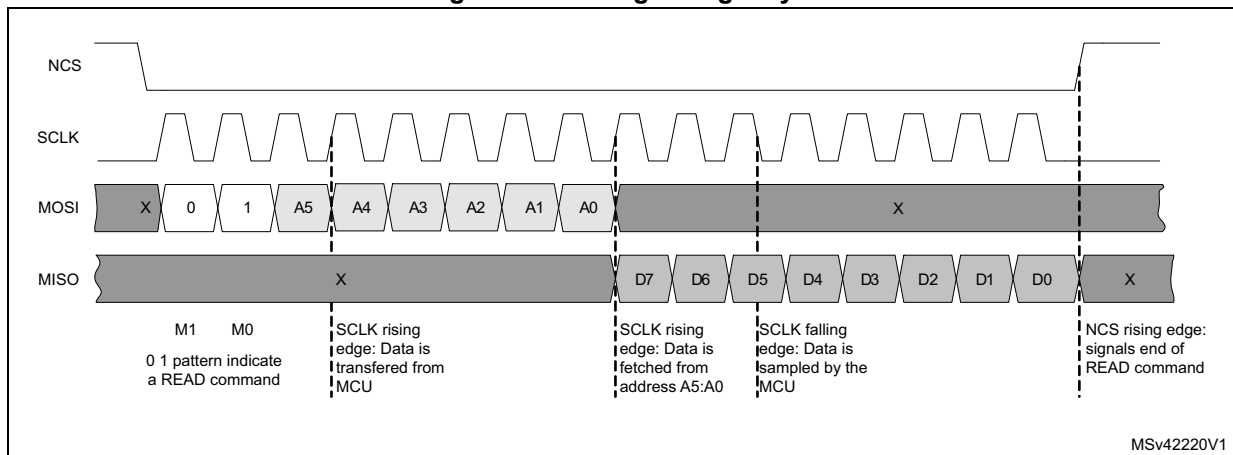 NCS
SCLK
MOSI
X 0 1 A5 A4 A3 A2 A1 A0 X
MISO
X D7 D6 D5 D4 D3 D2 D1 D0 X
M1 M0
0 1 pattern indicate
a READ command
SCLK rising
edge: Data is
transfered from
MCU
SCLK rising
edge: Data is
fetched from
address A5:A0
SCLK falling
edge: Data is
sampled by the
MCU
NCS rising edge:
signals end of
READ command
MSv42220V1